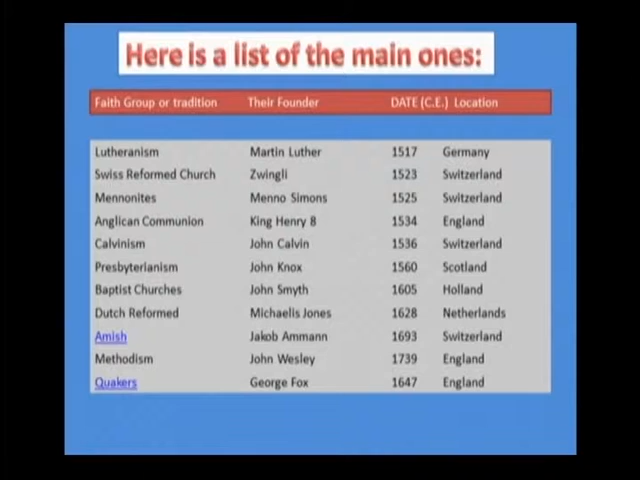 Here is a list of the main ones:
Faith Group or tradition Their Founder DATE (C.E.) Location
Lutheranism Martin Luther 1517 Germany
Swiss Reformed Church Zwingli 1523 Switzerland
Mennonites Menno Simons 1525 Switzerland
Anglican Communion King Henry 8 1534 England
Calvinism John Calvin 1536 Switzerland
Presbyterianism John Knox 1560 Scotland
Baptist Churches John Smyth 1605 Holland
Dutch Reformed Michaelis Jones 1628 Netherlands
Amish Jakob Ammann 1693 Switzerland
Methodism John Wesley 1739 England
Quakers George Fox 1647 England